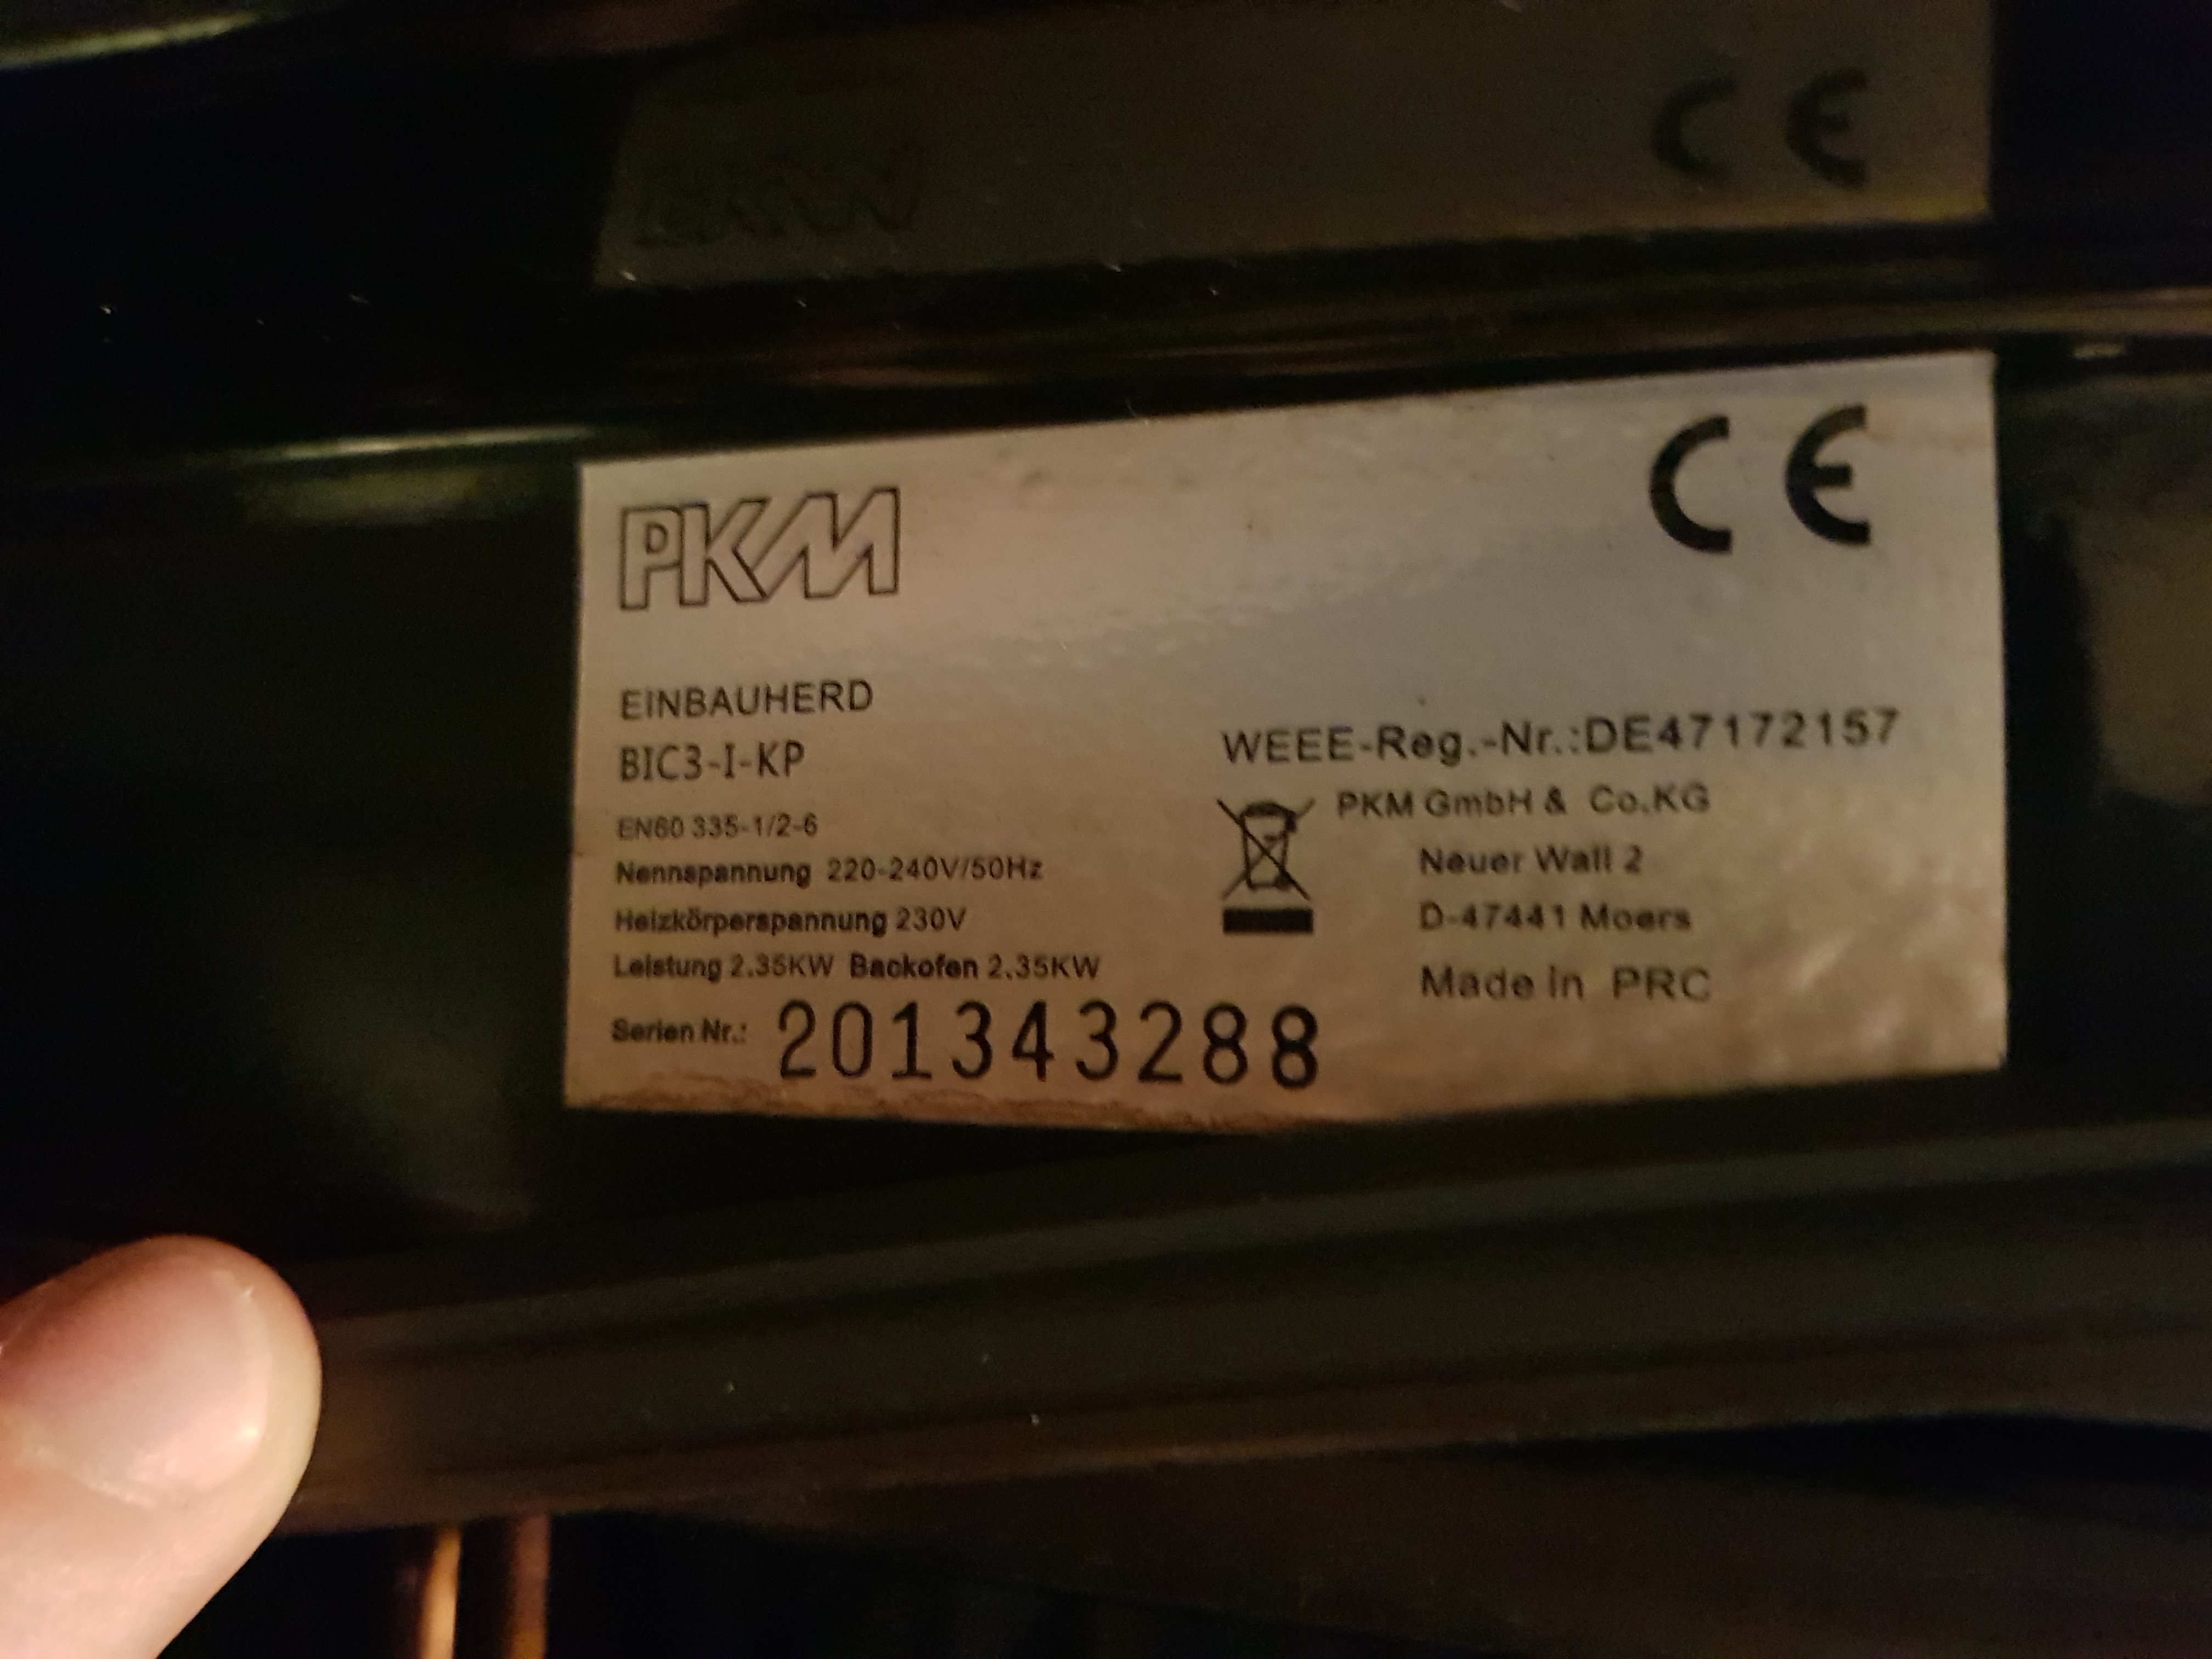 CE
PKM
EINBAUHERD
BIC3-I-KP
EN60 335-1/2-6
Nennspannung 220-240V/50Hz
Heizkörperspannung 230V
Leistung 2.35KW Backofen 2.35KW
Serien Nr.: 201343288
WEEE-Reg.-Nr.:DE47172157
PKM GmbH & Co.KG
Neuer Wall 2
D-47441 Moers
Made in PRC